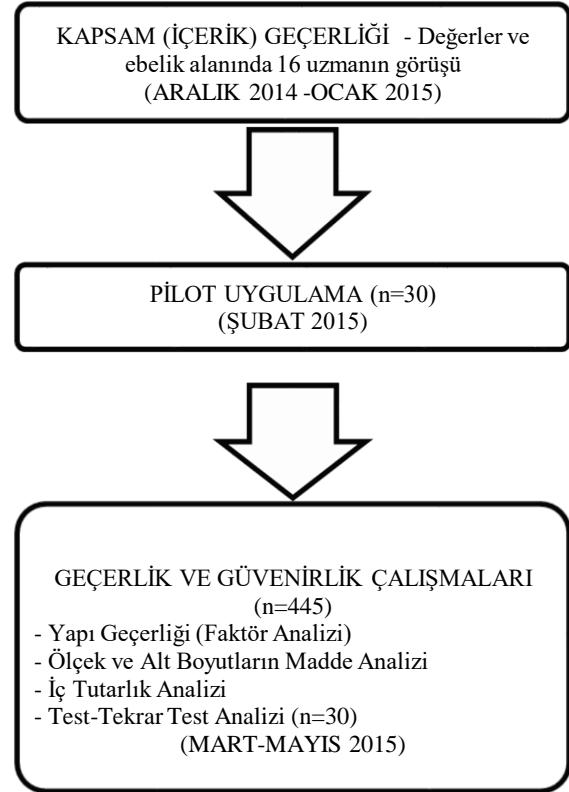 KAPSAM (İÇERİK) GEÇERLİĞİ - Değerler ve
ebelik alanında 16 uzmanın görüşü
(ARALIK 2014 -OCAK 2015)
PİLOT UYGULAMA (n=30)
(ŞUBAT 2015)
GEÇERLİK VE GÜVENİRLİK ÇALIŞMALARI
(n=445)
- Yapı Geçerliği (Faktör Analizi)
- Ölçek ve Alt Boyutların Madde Analizi
- İç Tutarlık Analizi
- Test-Tekrar Test Analizi (n=30)
(MART-MAYIS 2015)